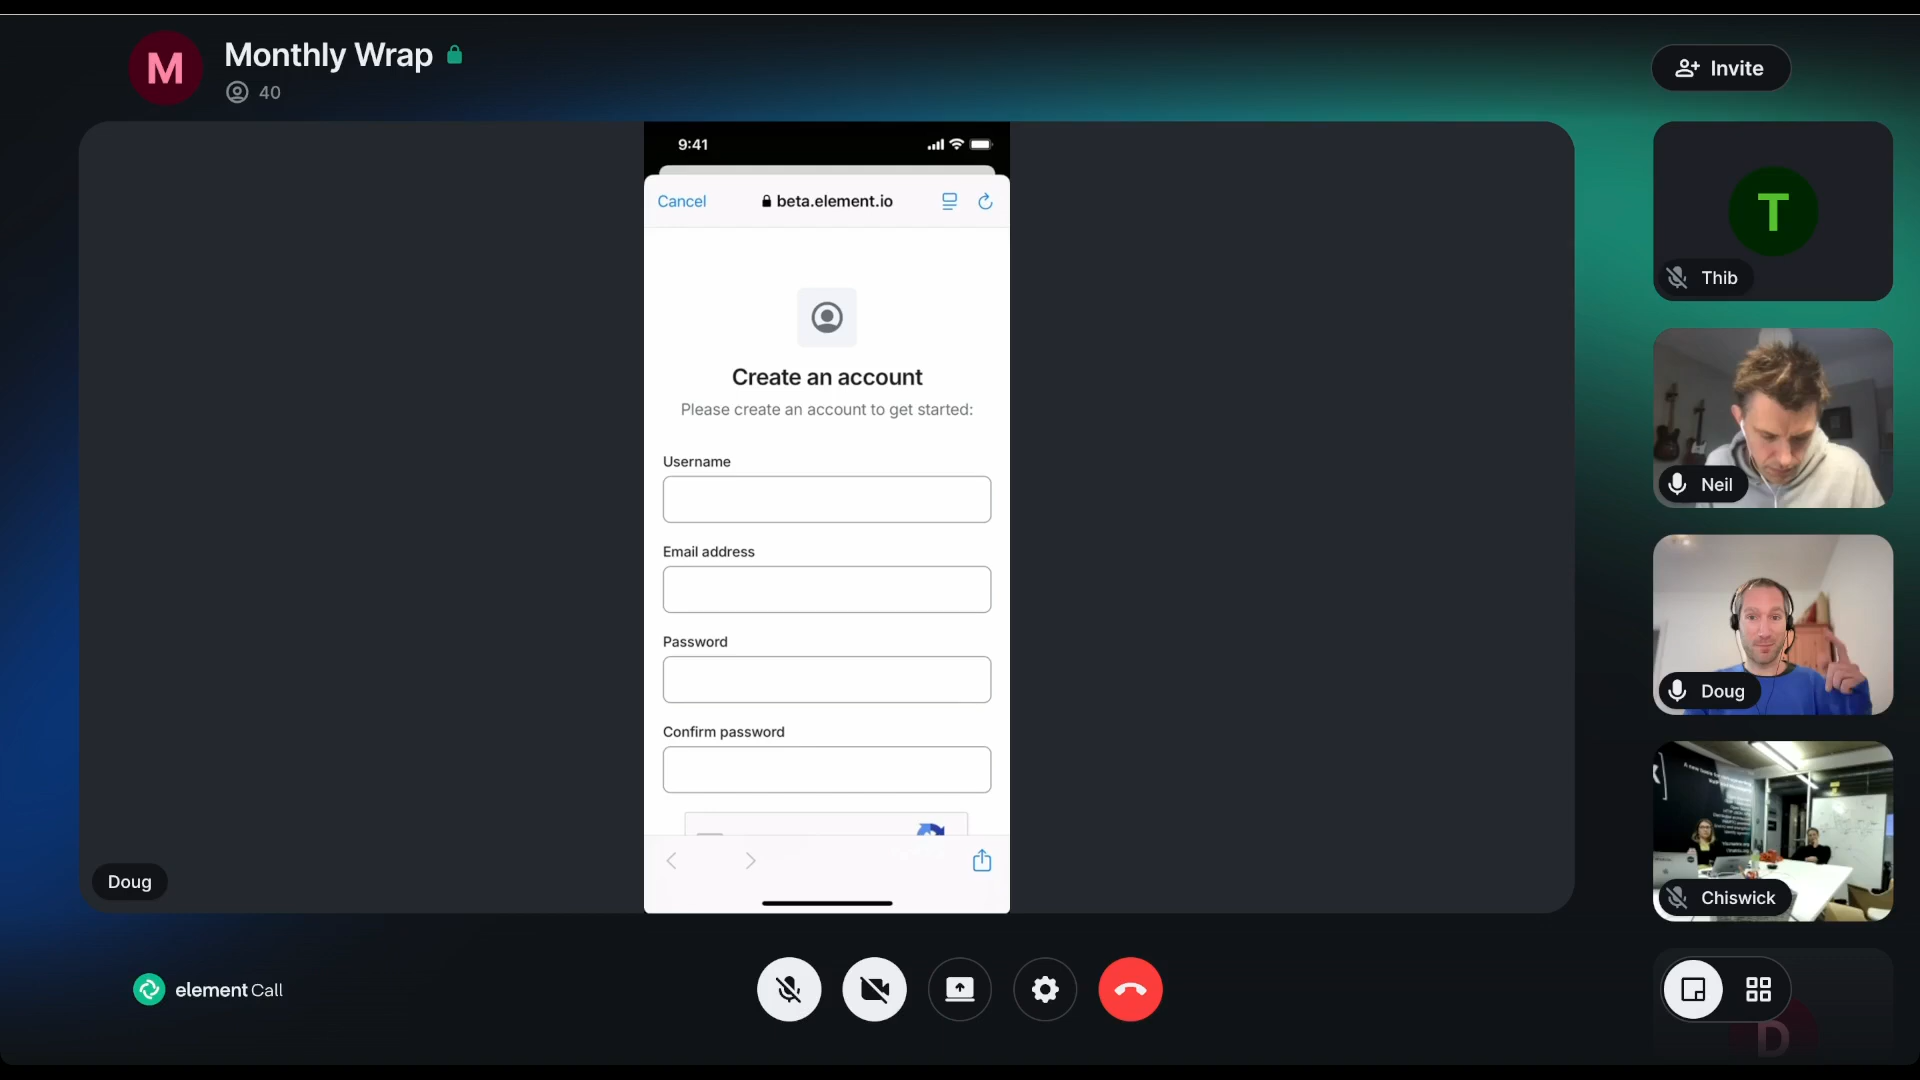 M
Monthly Wrap
40
Invite
9:41
Cancel
beta.element.io
Create an account
Please create an account to get started:
Username
Email address
Password
Confirm password
Doug
T
Thib
Neil
Doug
Chiswick
element Call
D